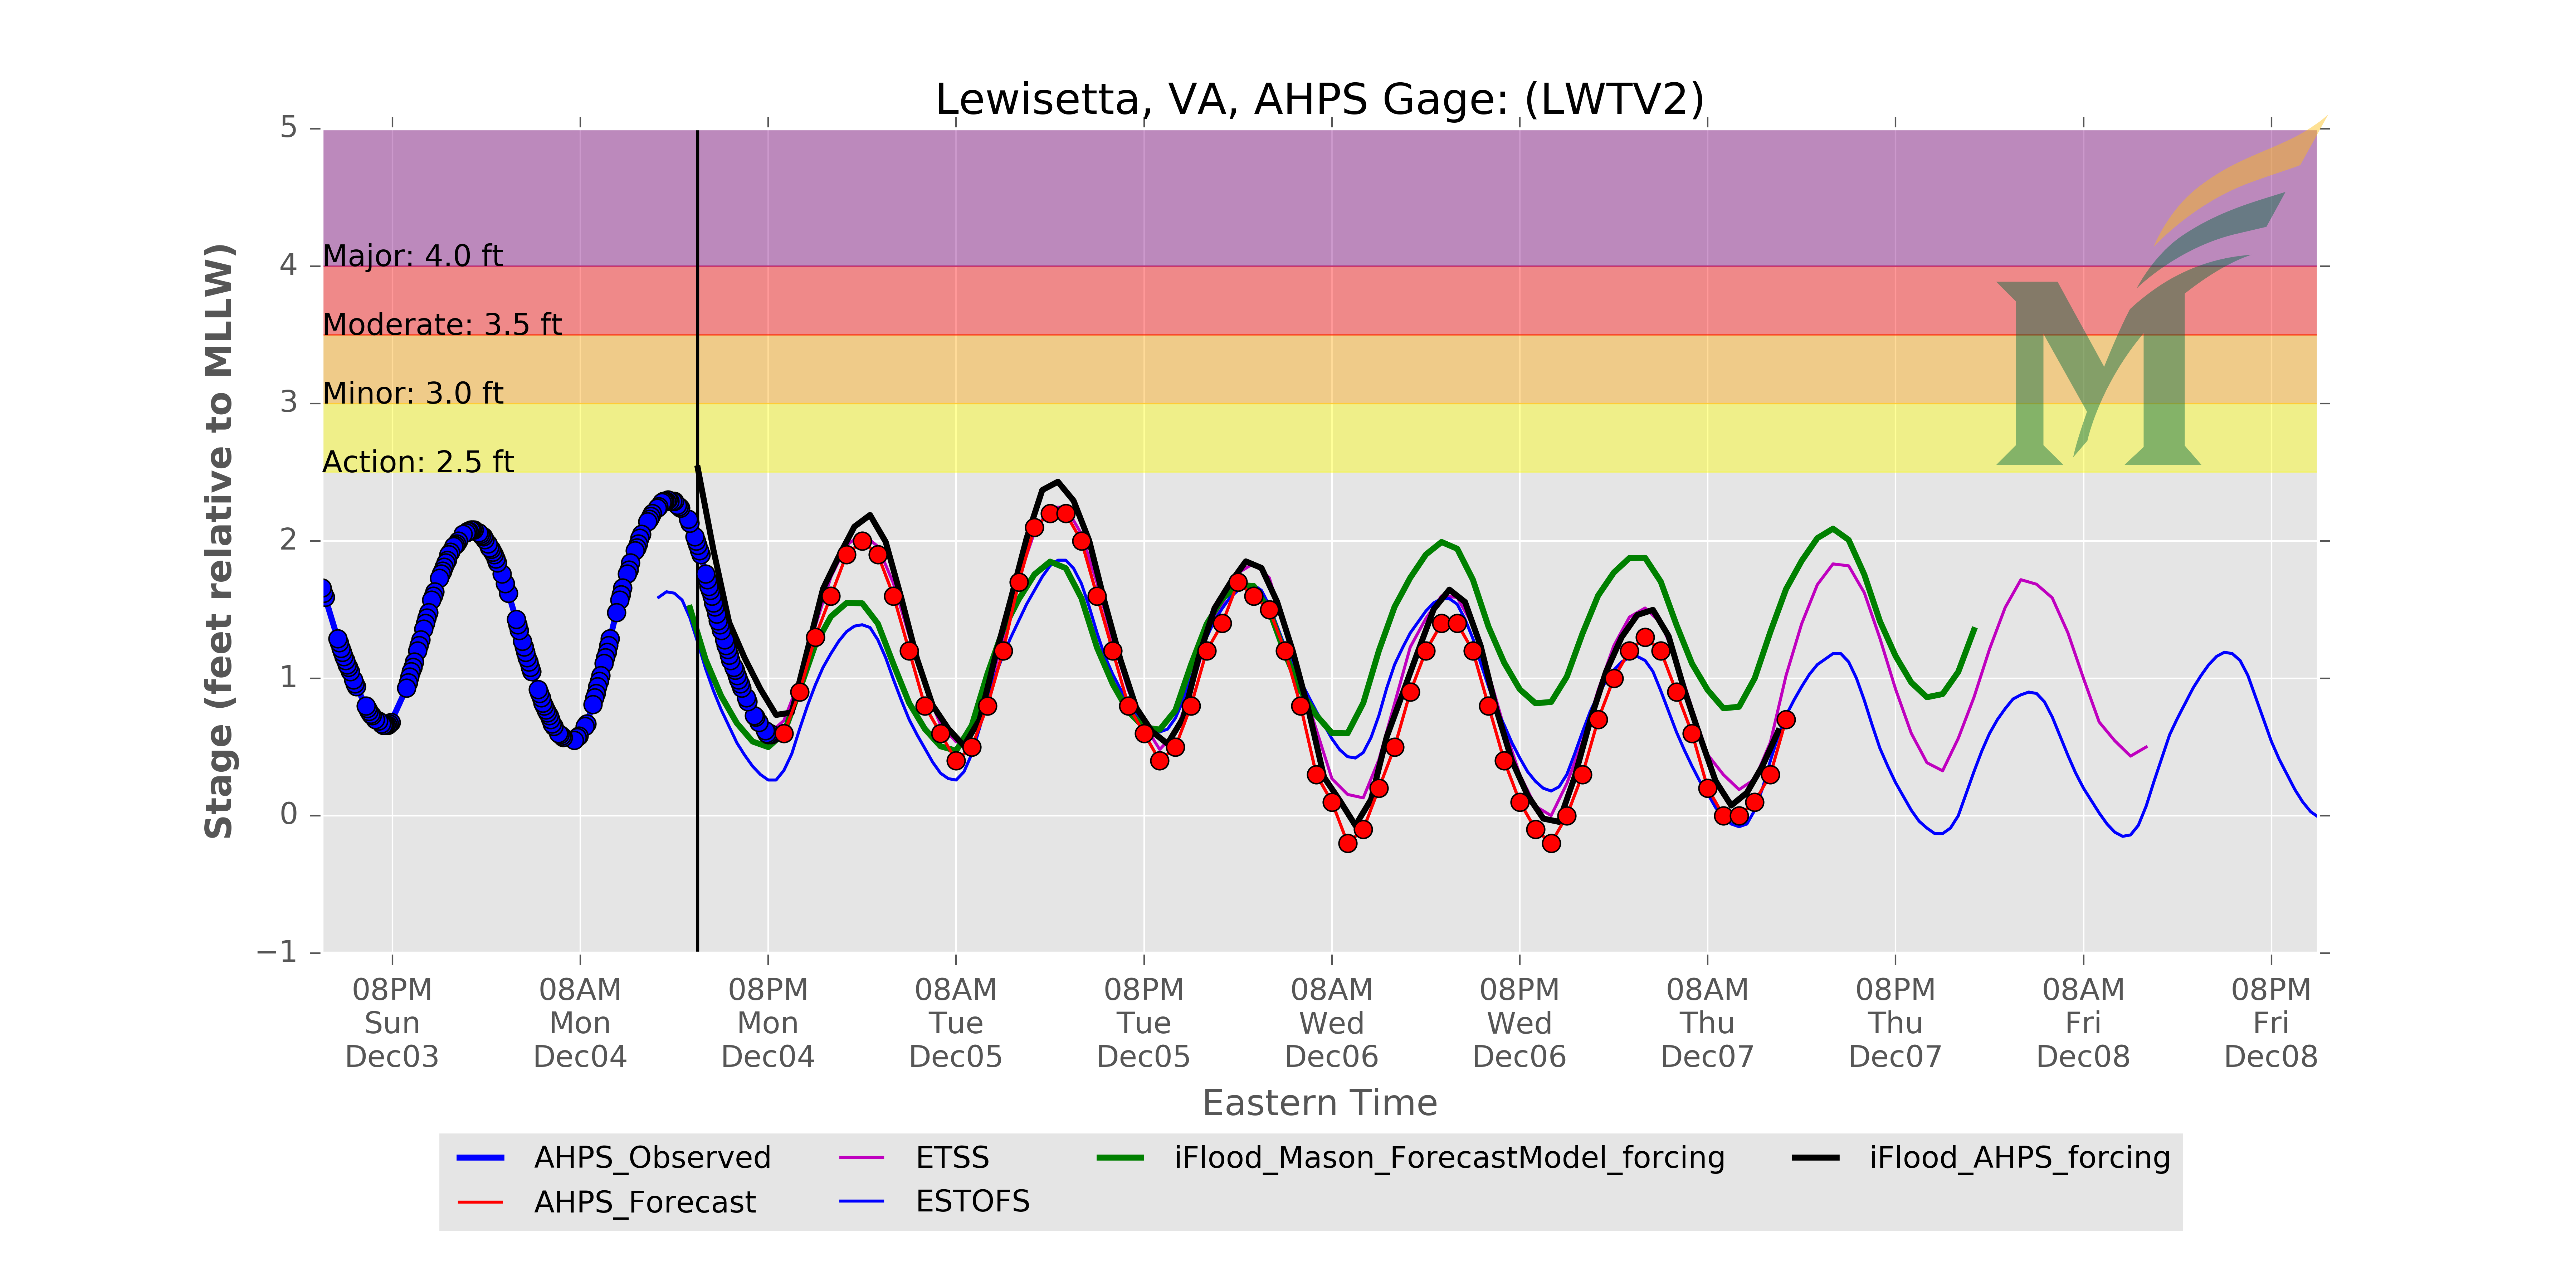 Lewisetta, VA, AHPS Gage: (LWTV2)
Stage (feet relative to MLLW)
5
4
3
2
1
0
−1
Major: 4.0 ft
Moderate: 3.5 ft
Minor: 3.0 ft
Action: 2.5 ft
08PM 08AM 08PM 08AM 08PM 08AM 08PM 08AM 08PM 08AM 08PM
Sun Mon Mon Tue Tue Wed Wed Thu Thu Fri Fri
Dec03 Dec04 Dec04 Dec05 Dec05 Dec06 Dec06 Dec07 Dec07 Dec08 Dec08
Eastern Time
AHPS_Observed ETSS iFlood_Mason_ForecastModel_forcing iFlood_AHPS_forcing
AHPS_Forecast ESTOFS
M